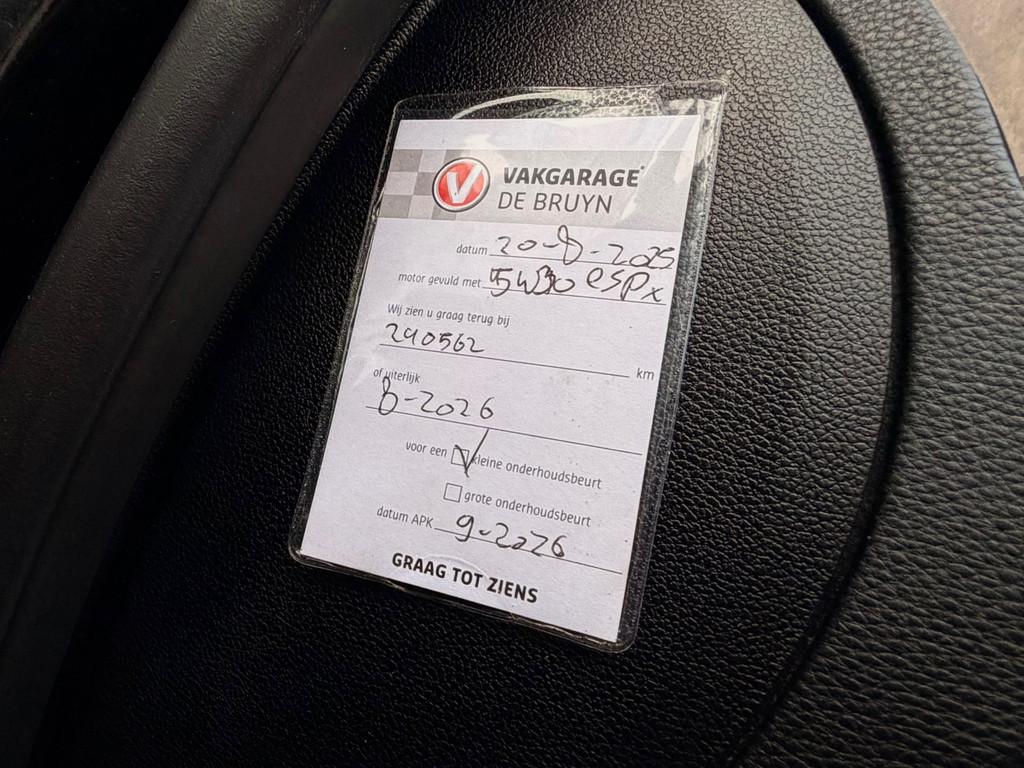 V
VAKGARAGE
DE BRUYN
datum 20-8-2025
motor gevuld met 5W30 ESPx
Wij zien u graag terug bij
240562 km
of uiterlijk
8-2026
voor een kleine onderhoudsbeurt
grote onderhoudsbeurt
datum APK 9-2026
GRAAG TOT ZIENS